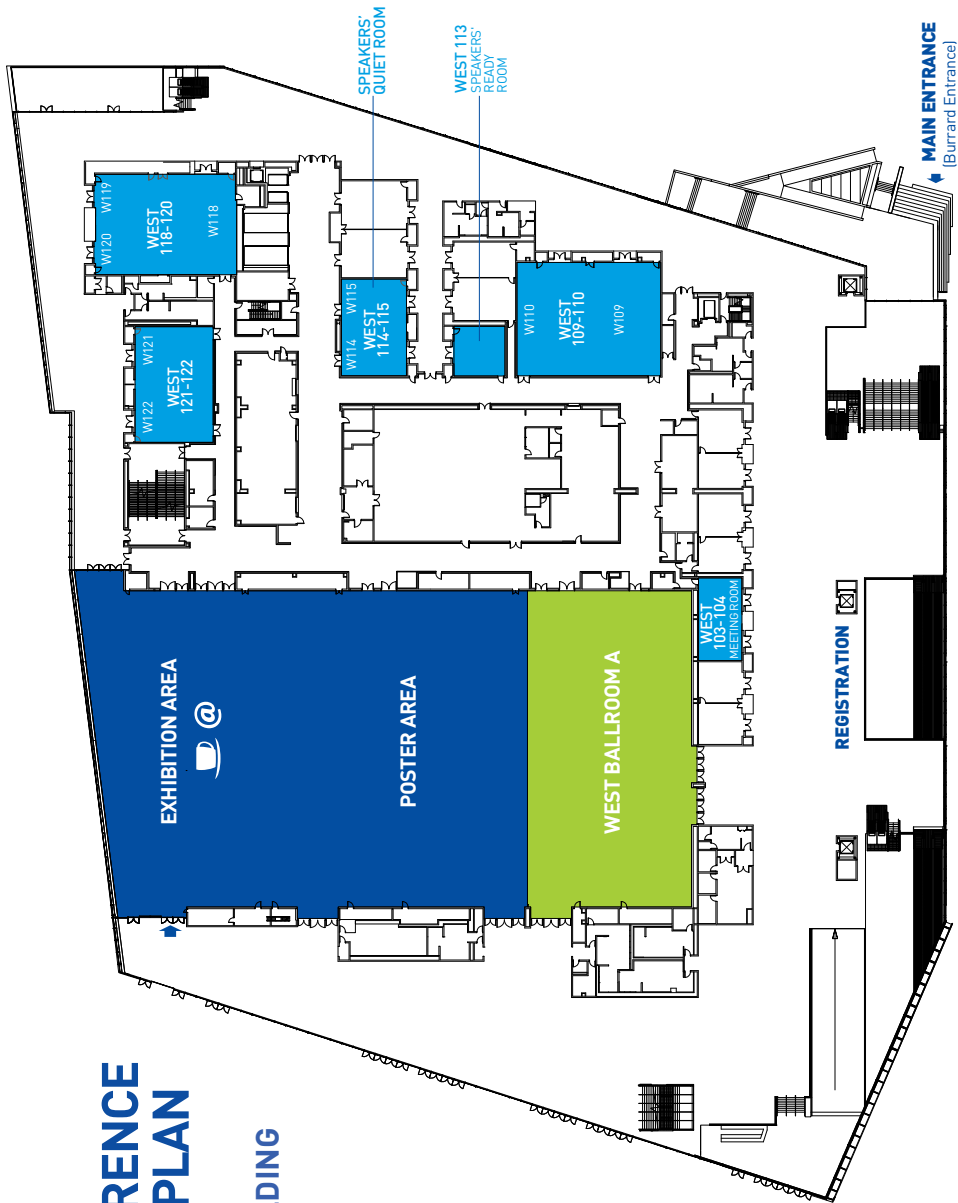 RENCE
PLAN
DING
EXHIBITION AREA
@
POSTER AREA
WEST BALLROOM A
W122
W121
WEST
121-122
W120
W119
WEST
118-120
W118
W114
W115
WEST
114-115
SPEAKERS'
QUIET ROOM
WEST 113
SPEAKERS'
READY
ROOM
W110
WEST
109-110
W109
WEST
103-104
MEETING ROOM
REGISTRATION
MAIN ENTRANCE
(Burrard Entrance)